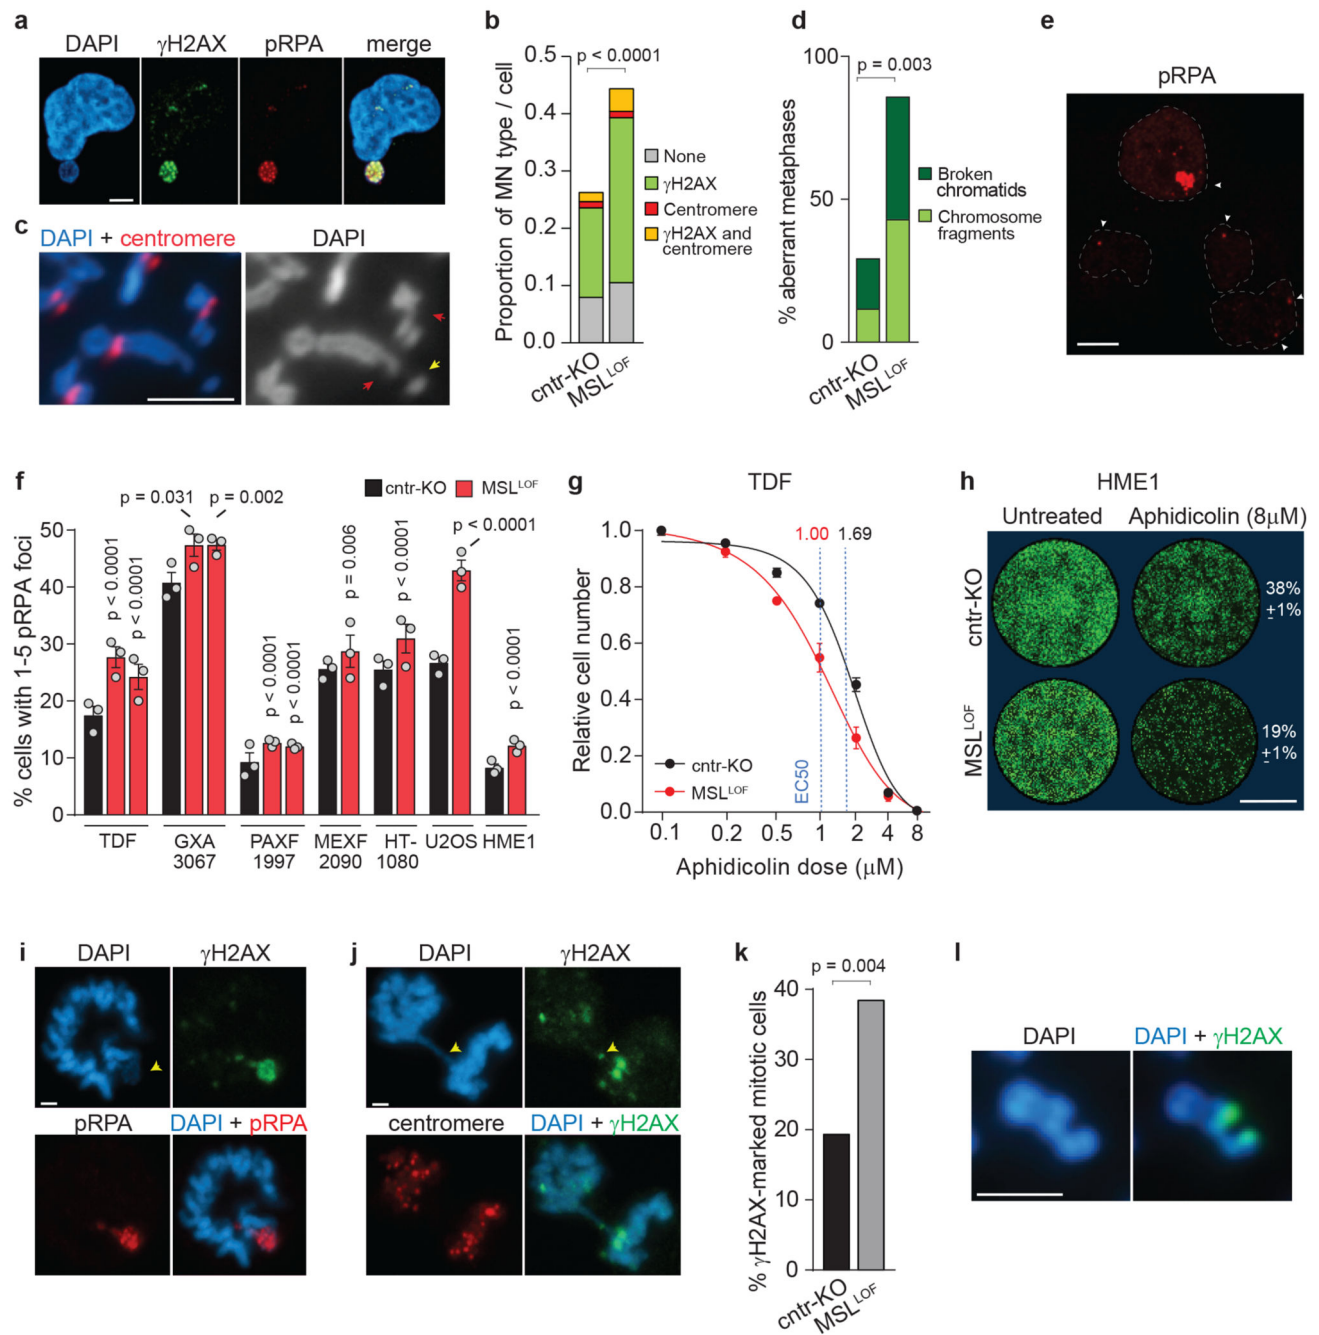 a
DAPI
γH2AX
pRPA
merge
b
Proportion of MN type / cell
0.5
0.4
0.3
0.2
0.1
0.0
p < 0.0001
None
γH2AX
Centromere
γH2AX and
centromere
cntr-KO
MSL^LOF
c
DAPI + centromere
DAPI
d
% aberrant metaphases
100
50
0
p = 0.003
Broken
chromatids
Chromosome
fragments
cntr-KO
MSL^LOF
e
pRPA
f
% cells with 1-5 pRPA foci
50
40
30
20
10
0
cntr-KO
MSL^LOF
p < 0.0001
p < 0.0001
p = 0.031
p = 0.002
p < 0.0001
p < 0.0001
p = 0.006
p < 0.0001
p < 0.0001
p < 0.0001
TDF
GXA
3067
PAXF
1997
MEXF
2090
HT-
1080
U2OS
HME1
g
TDF
Relative cell number
1.0
0.8
0.6
0.4
0.2
0.0
1.00
1.69
EC50
cntr-KO
MSL^LOF
0.1
0.2
0.5
1
2
4
8
Aphidicolin dose (μM)
h
HME1
Untreated
Aphidicolin (8μM)
cntr-KO
38%
±1%
MSL^LOF
19%
±1%
i
DAPI
γH2AX
pRPA
DAPI + pRPA
j
DAPI
γH2AX
centromere
DAPI + γH2AX
k
% γH2AX-marked mitotic cells
p = 0.004
40
30
20
10
0
cntr-KO
MSL^LOF
l
DAPI
DAPI + γH2AX